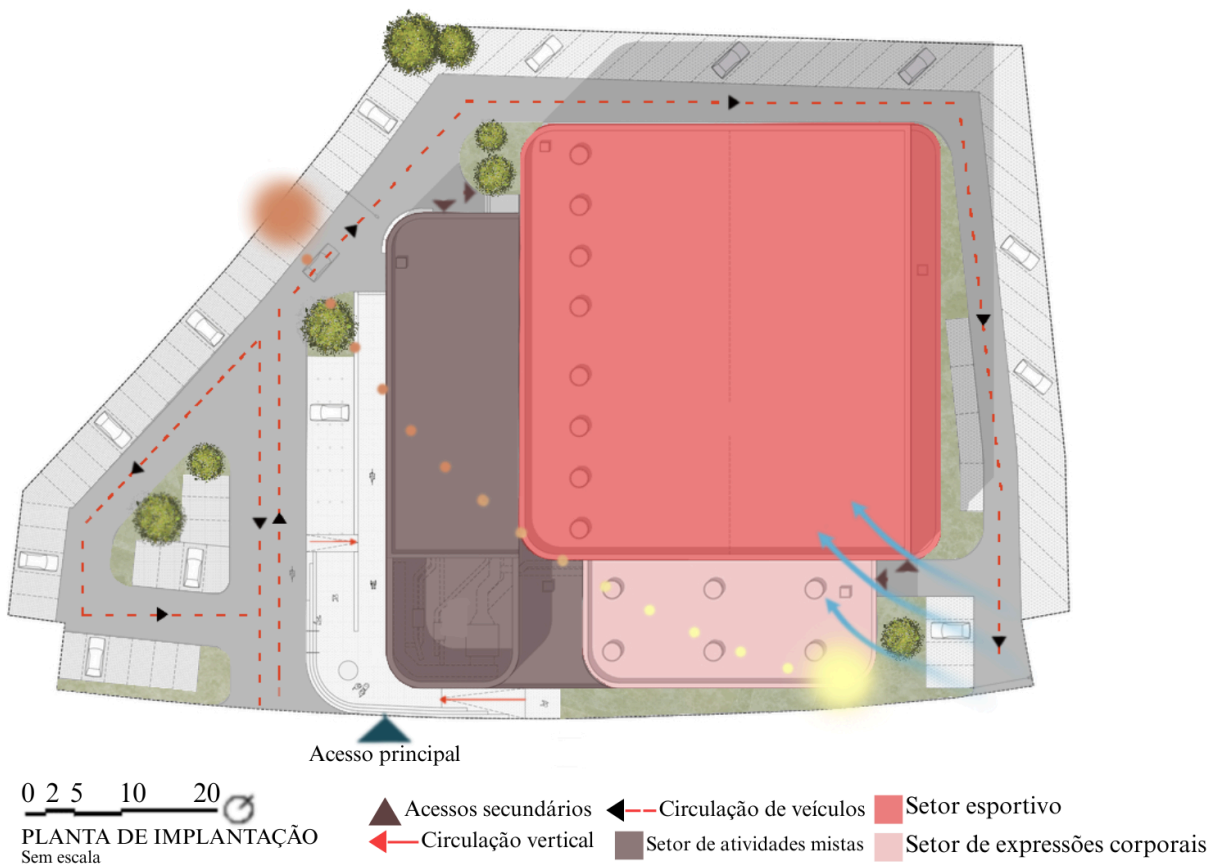 Acesso principal
0 2 5 10 20
PLANTA DE IMPLANTAÇÃO
Sem escala
Acessos secundários
Circulação vertical
Circulação de veículos
Setor de atividades mistas
Setor esportivo
Setor de expressões corporais